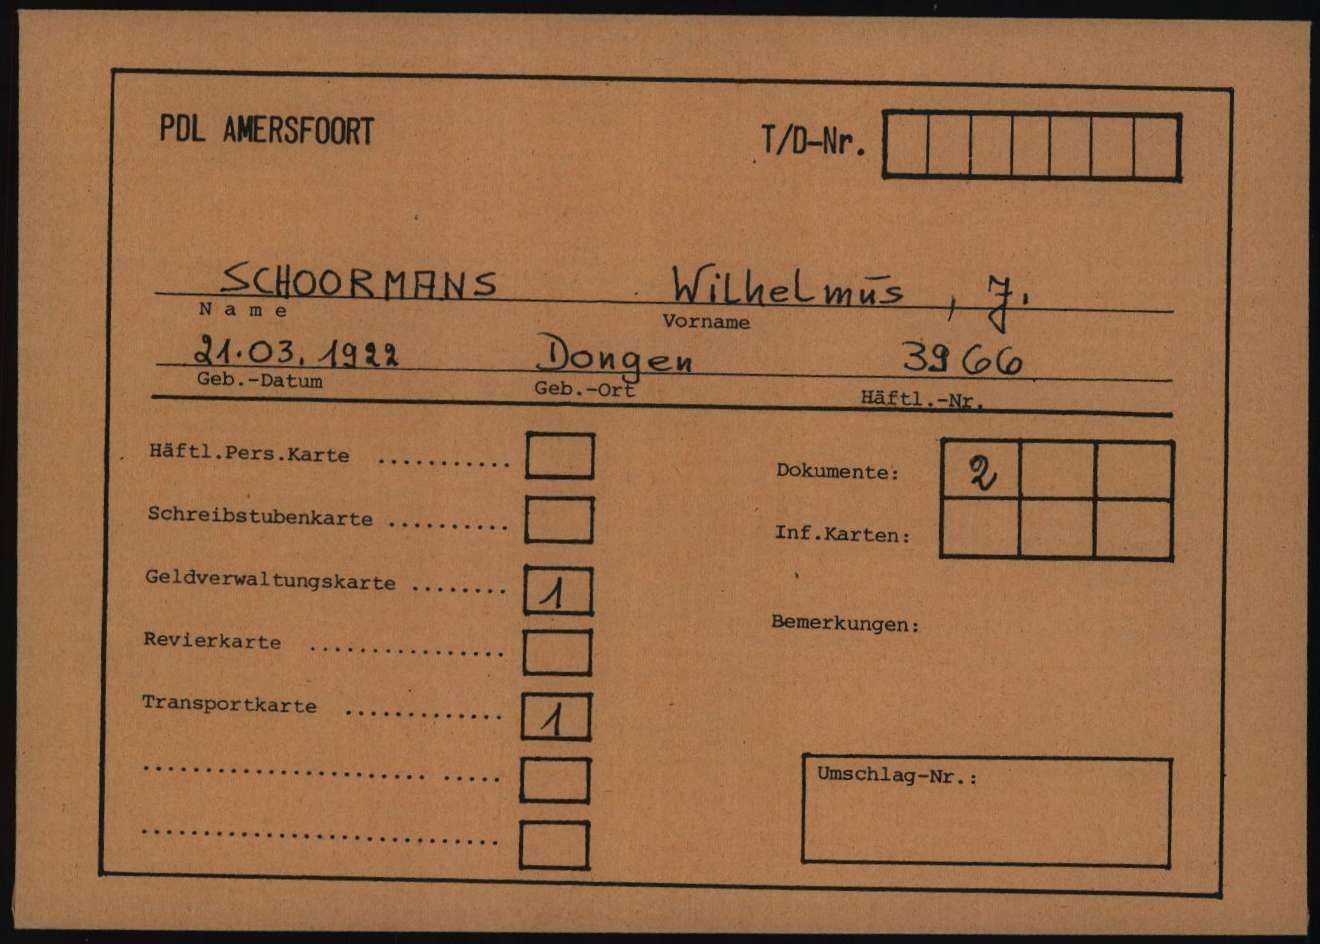 PDL AMERSFOORT T/D-Nr.
SCHOORMANS Wilhelmus, J.
Name Vorname
21.03.1922 Dongen 3966
Geb.-Datum Geb.-Ort Häftl.-Nr.
Häftl.Pers.Karte ...........
Schreibstubenkarte ..........
Geldverwaltungskarte ........ 1
Revierkarte ................
Transportkarte ............. 1
....................... .....
.............................
Dokumente: 2
Inf.Karten:
Bemerkungen:
Umschlag-Nr.: